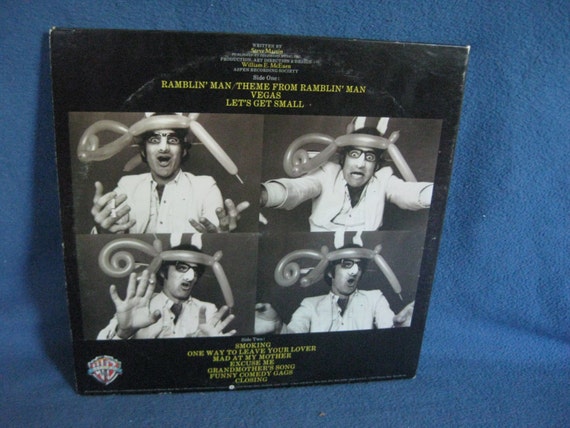 WRITTEN BY
Steve Martin
PRODUCTION, ART DIRECTION & DESIGN
William E. McEuen
ASPEN RECORDING SOCIETY
Side One:
RAMBLIN' MAN/THEME FROM RAMBLIN' MAN
VEGAS
LET'S GET SMALL
Side Two:
SMOKING
ONE WAY TO LEAVE YOUR LOVER
MAD AT MY MOTHER
EXCUSE ME
GRANDMOTHER'S SONG
FUNNY COMEDY GAGS
CLOSING